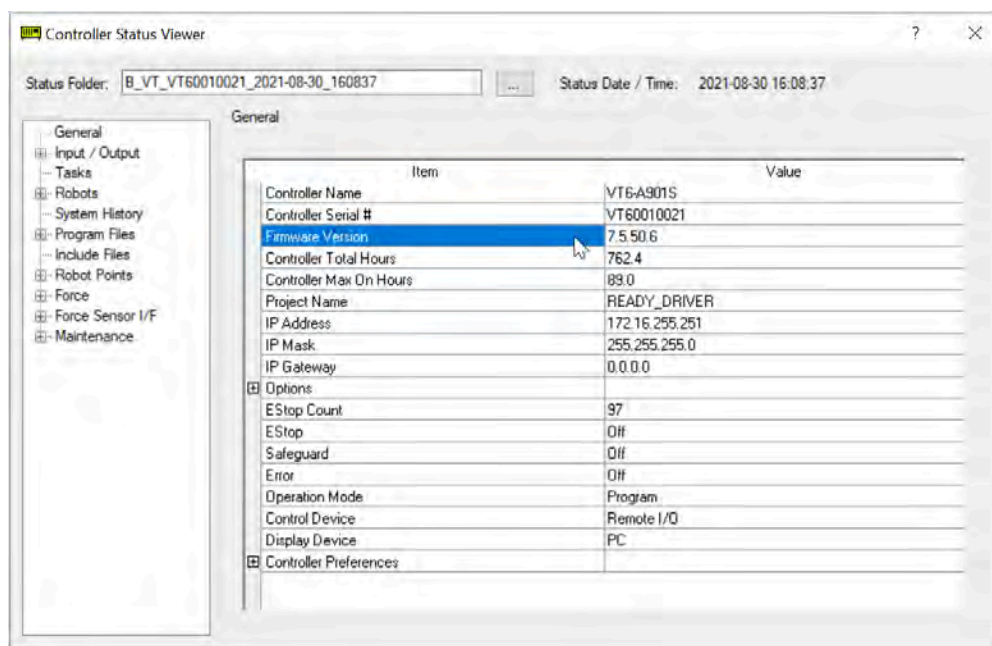 Controller Status Viewer ? ×
Status Folder: B_VT_VT60010021_2021-08-30_160837 ... Status Date / Time: 2021-08-30 16:08:37
General
General
Input / Output
Tasks
Robots
System History
Program Files
Include Files
Robot Points
Force
Force Sensor I/F
Maintenance
Item Value
Controller Name VT6-A901S
Controller Serial # VT60010021
Firmware Version 7.5.50.6
Controller Total Hours 762.4
Controller Max On Hours 89.0
Project Name READY_DRIVER
IP Address 172.16.255.251
IP Mask 255.255.255.0
IP Gateway 0.0.0.0
Options
EStop Count 97
EStop Off
Safeguard Off
Error Off
Operation Mode Program
Control Device Remote I/O
Display Device PC
Controller Preferences